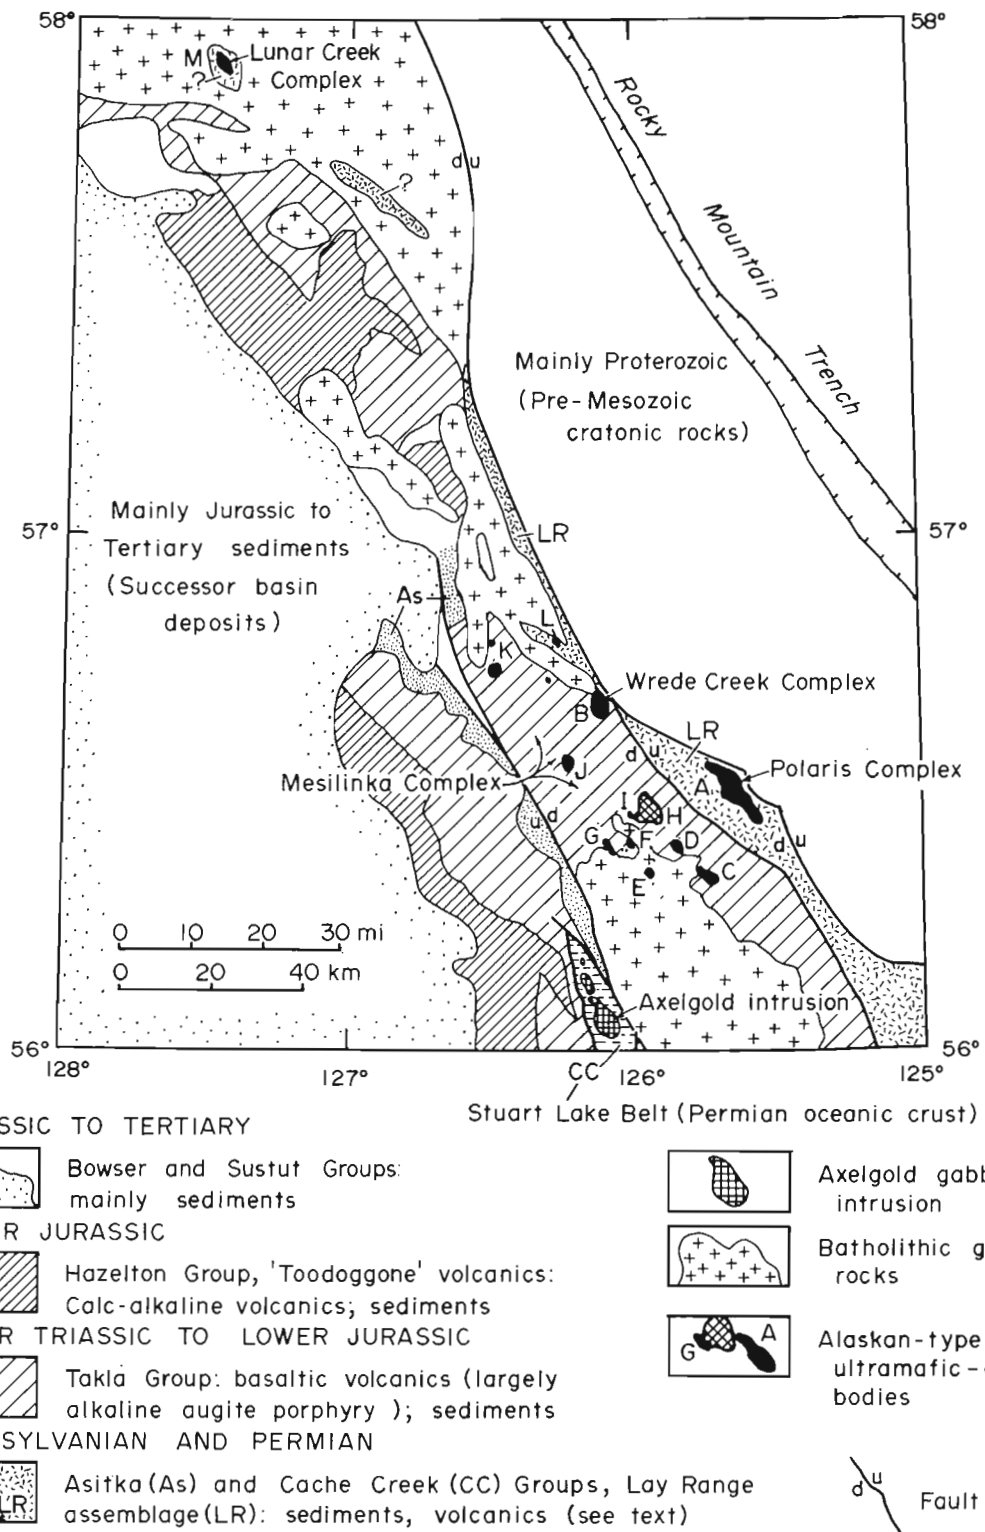 58°
58°
M
Lunar Creek
Complex
?
Rocky
Mountain
Trench
d u
?
Mainly Proterozoic
(Pre-Mesozoic
cratonic rocks)
Mainly Jurassic to
Tertiary sediments
(Successor basin
deposits)
57°
57°
LR
As
L
K
Wrede Creek Complex
B
LR
d u
J
Mesilinka Complex
A
Polaris Complex
I
H
u d
G
F
D
d u
E
C
0 10 20 30 mi
0 20 40 km
Axelgold intrusion
56°
56°
128°
127°
126°
125°
CC
Stuart Lake Belt (Permian oceanic crust)
SSIC TO TERTIARY
Bowser and Sustut Groups:
mainly sediments
R JURASSIC
Hazelton Group, 'Toodoggone' volcanics:
Calc-alkaline volcanics; sediments
R TRIASSIC TO LOWER JURASSIC
Takla Group: basaltic volcanics (largely
alkaline augite porphyry); sediments
SYLVANIAN AND PERMIAN
LR
Asitka (As) and Cache Creek (CC) Groups, Lay Range
assemblage (LR): sediments, volcanics (see text)
Axelgold gabb
intrusion
Batholithic g
rocks
G
A
Alaskan-type
ultramafic-
bodies
d u
Fault